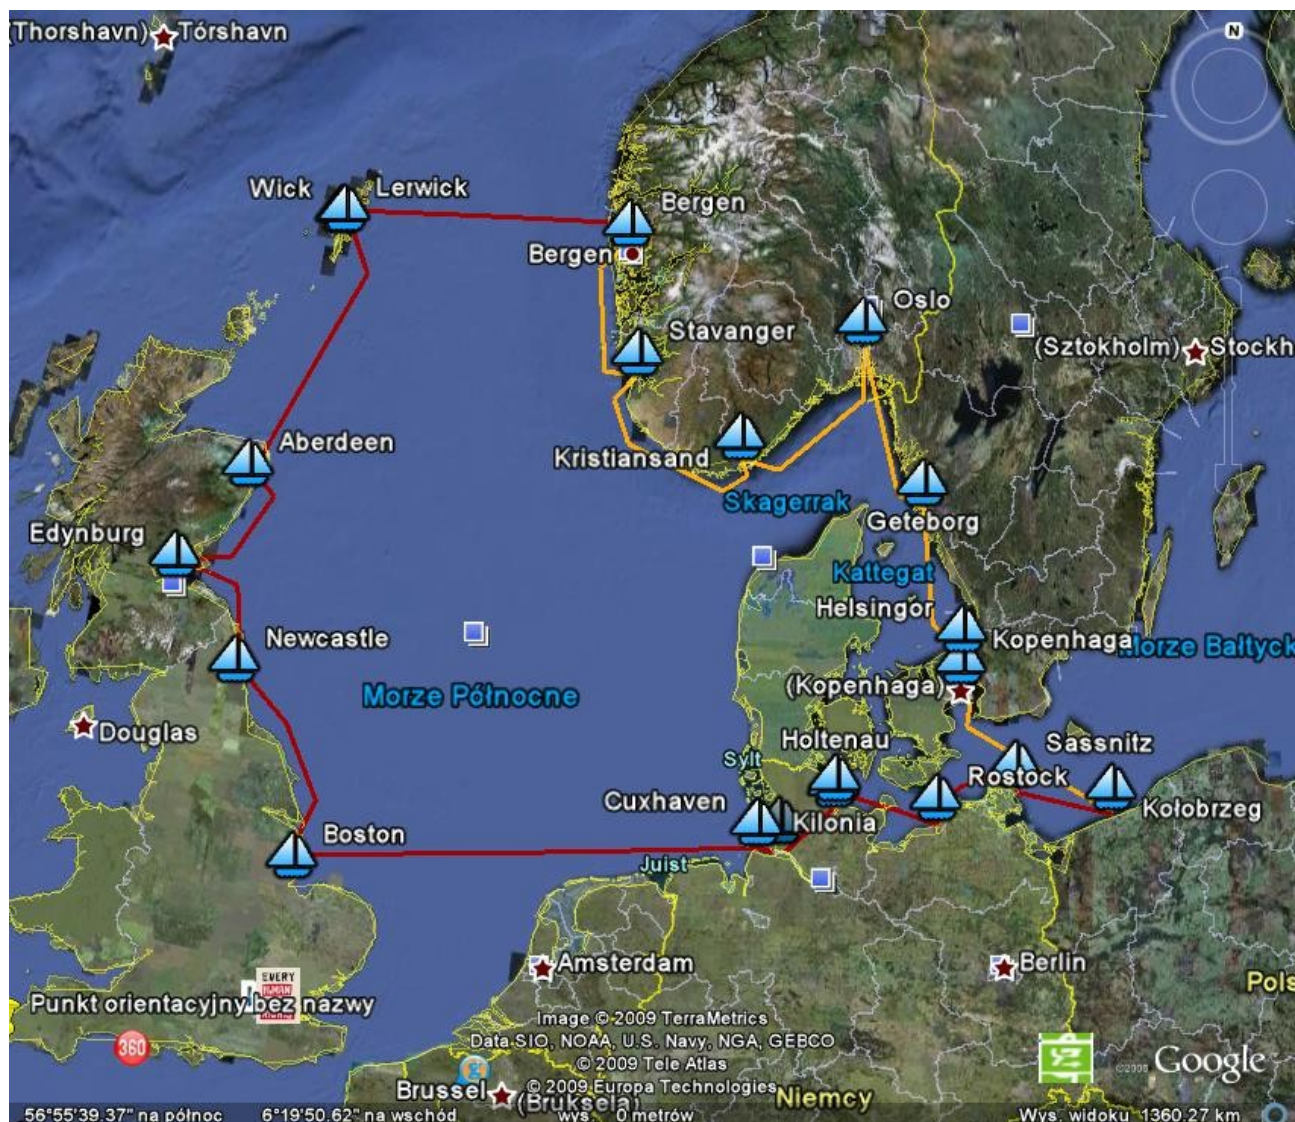 (Thorshavn) Tórshavn
N
Wick
Lerwick
Bergen
Bergen
Oslo
Stavanger
(Sztokholm) Stockh
Aberdeen
Kristiansand
Skagerrak
Edynburg
Geteborg
Kattegat
Helsingor
Newcastle
Kopenhaga
Morze Bałtyck
Morze Północne
(Kopenhaga)
Douglas
Holtenau
Sassnitz
Sylt
Rostock
Cuxhaven
Kilonia
Kołobrzeg
Boston
Juist
Amsterdam
Berlin
EVERY
HUMAN
Pols
Punkt orientacyjny bez nazwy
Image © 2009 TerraMetrics
Data SIO, NOAA, U.S. Navy, NGA, GEBCO
360
© 2009 Tele Atlas
©2009 Google
© 2009 Europa Technologies
Brussel (Bruksela)
Niemcy
56°55'39.37" na północ 6°19'50.62" na wschód wys. 0 metrów Wys. widoku 1360.27 km